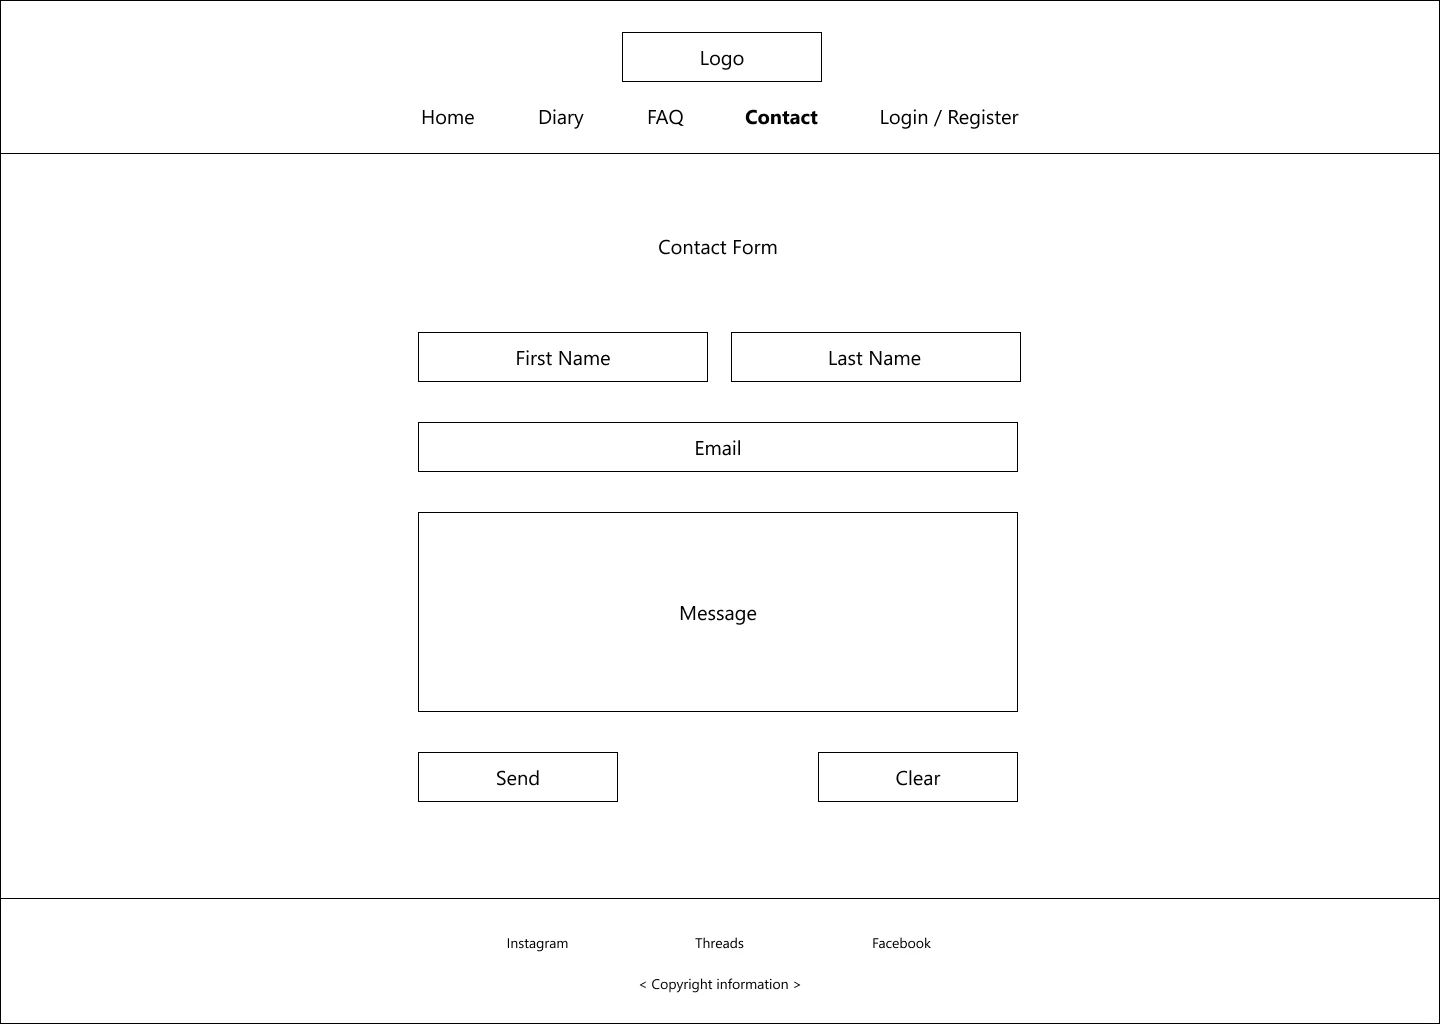 Logo
Home Diary FAQ Contact Login / Register
Contact Form
First Name Last Name
Email
Message
Send Clear
Instagram Threads Facebook
< Copyright information >